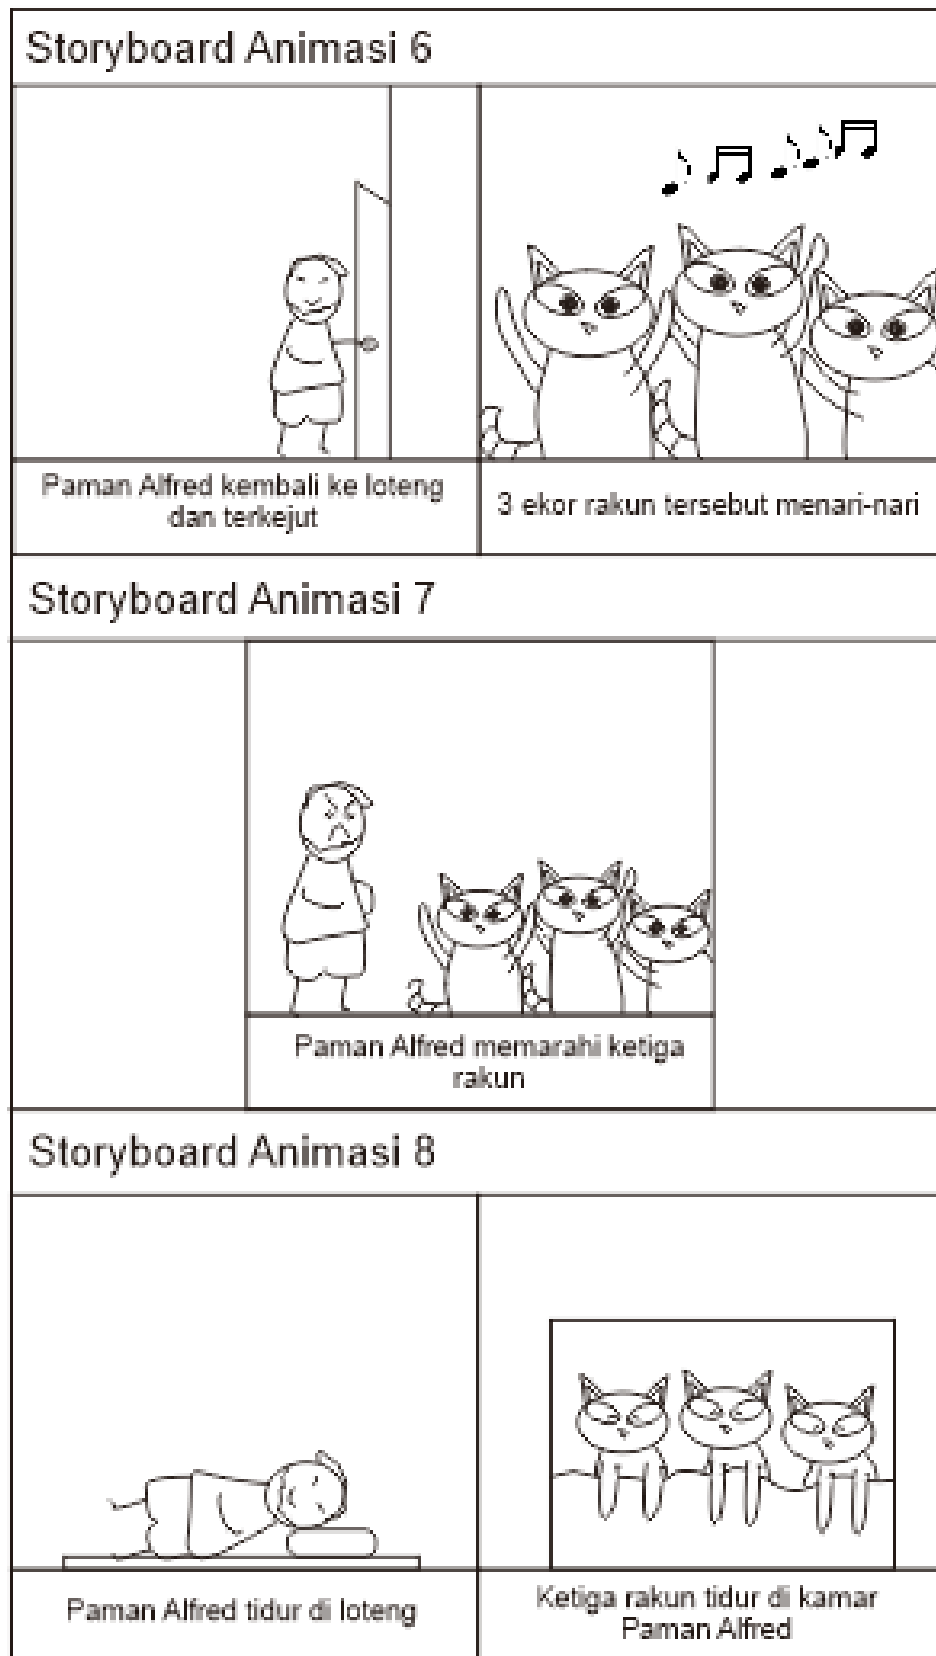 Storyboard Animasi 6
Paman Alfred kembali ke loteng
dan terkejut
3 ekor rakun tersebut menari-nari
Storyboard Animasi 7
Paman Alfred memarahi ketiga
rakun
Storyboard Animasi 8
Paman Alfred tidur di loteng
Ketiga rakun tidur di kamar
Paman Alfred